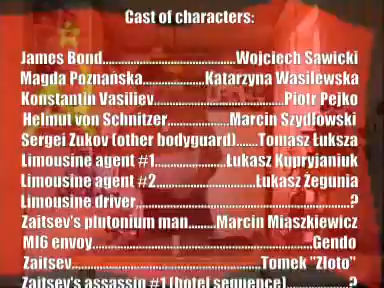 Cast of characters:
James Bond................................................Wojciech Sawicki
Magda Poznańska......................Katarzyna Wasilewska
Konstantin Vasiliev..............................................Piotr Pejko
Helmut von Schnitzer......................Marcin Szydłowski
Sergei Zukov (other bodyguard).......Tomasz Łuksza
Limousine agent #1........................Łukasz Kupryjaniuk
Limousine agent #2...................................Łukasz Żegunia
Limousine driver.............................................................................?
Zaitsev's plutonium man.........Marcin Miaszkiewicz
MI6 envoy..............................................................................Gendo
Zaitsev...................................................................Tomek "Złoto"
Zaitsev's assassin #1 (hotel sequence)......................?